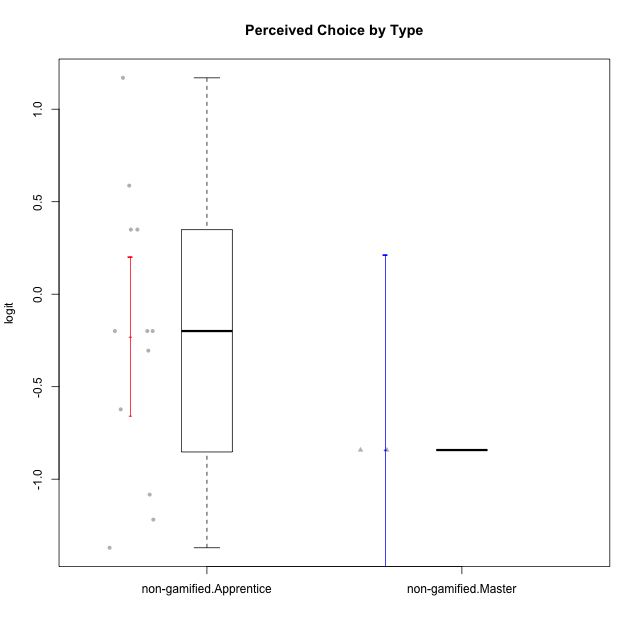 Perceived Choice by Type
logit
1.0
0.5
0.0
-0.5
-1.0
non-gamified.Apprentice
non-gamified.Master